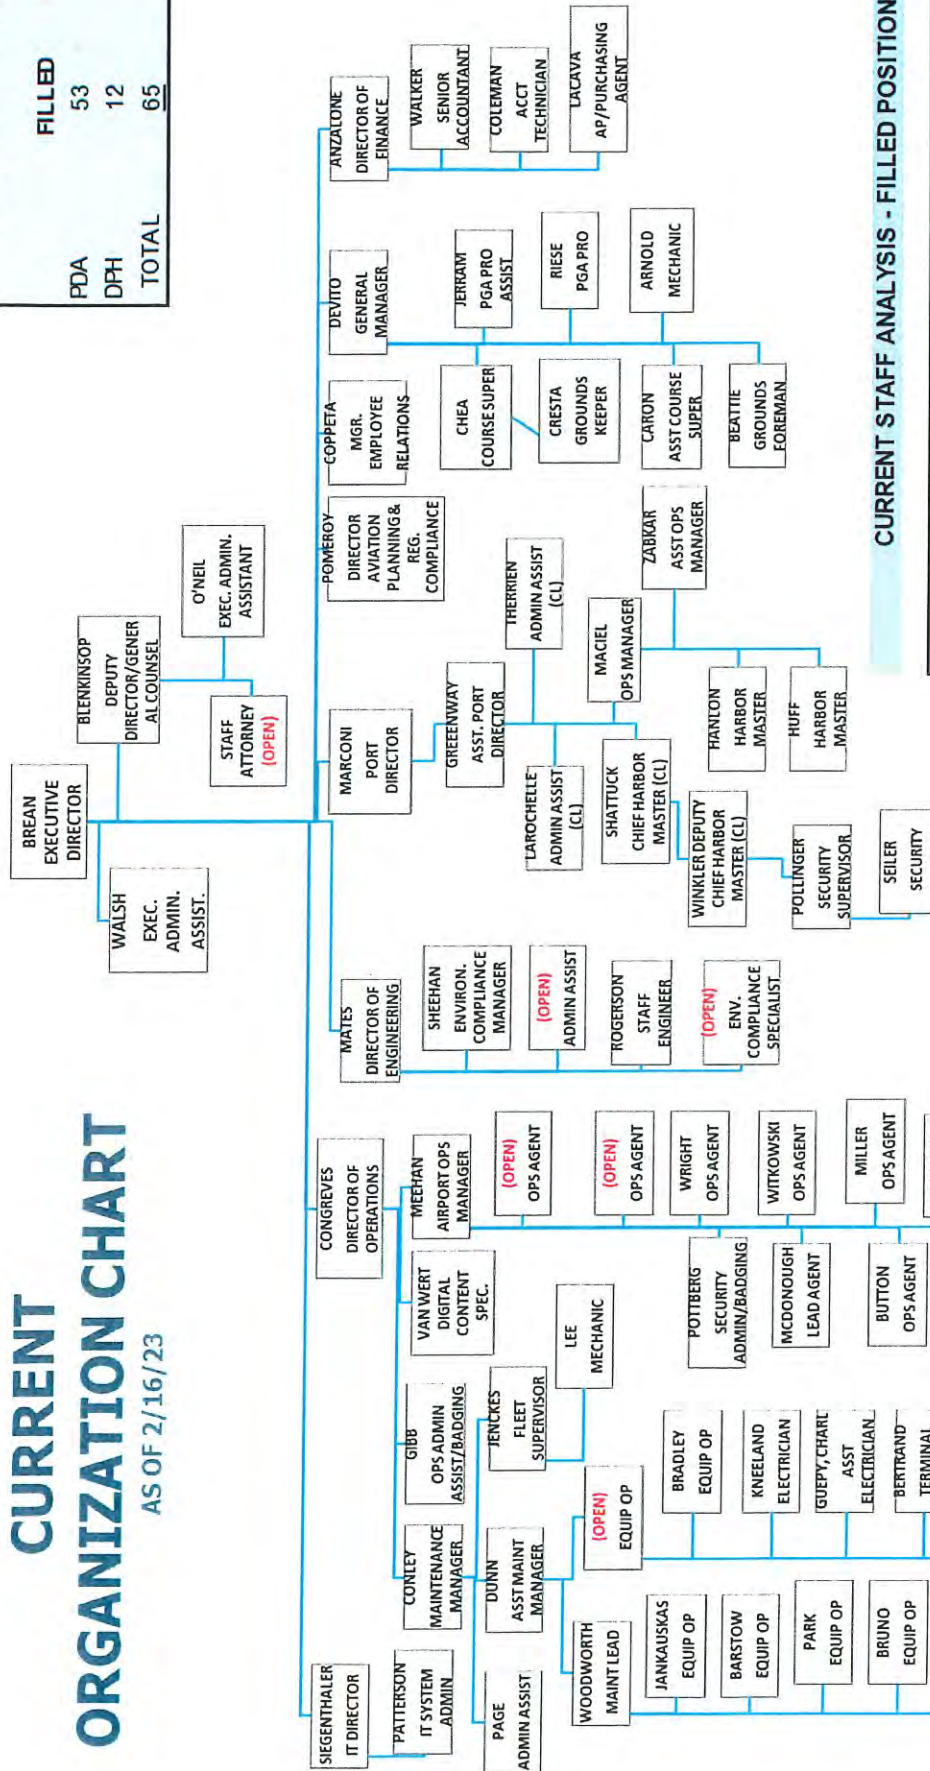 CURRENT
ORGANIZATION CHART
AS OF 2/16/23
FILLED
PDA 53
DPH 12
TOTAL 65
BREAN
EXECUTIVE
DIRECTOR
WALSH
EXEC.
ADMIN.
ASSIST.
BLENKINSOP
DEPUTY
DIRECTOR/GENER
AL COUNSEL
O'NEIL
EXEC. ADMIN.
ASSISTANT
STAFF
ATTORNEY
(OPEN)
SIEGENTHALER
IT DIRECTOR
PATTERSON
IT SYSTEM
ADMIN
CONGREVES
DIRECTOR OF
OPERATIONS
CONLEY
MAINTENANCE
MANAGER
GIBB
OPS ADMIN
ASSIST/BADGING
VAN WERT
DIGITAL
CONTENT
SPEC.
MEEHAN
AIRPORT OPS
MANAGER
PAGE
ADMIN ASSIST
DUNN
ASST MAINT
MANAGER
JENCKES
FLEET
SUPERVISOR
LEE
MECHANIC
WOODWORTH
MAINT LEAD
(OPEN)
EQUIP OP
JANKAUSKAS
EQUIP OP
BARSTOW
EQUIP OP
PARK
EQUIP OP
BRUNO
EQUIP OP
BRADLEY
EQUIP OP
KNEELAND
ELECTRICIAN
GUEPY, CHARL
ASST
ELECTRICIAN
BERTRAND
TERMINAL
(OPEN)
OPS AGENT
(OPEN)
OPS AGENT
WRIGHT
OPS AGENT
POTTBERG
SECURITY
ADMIN/BADGING
WITKOWSKI
OPS AGENT
MCDONOUGH
LEAD AGENT
MILLER
OPS AGENT
BUTTON
OPS AGENT
MATES
DIRECTOR OF
ENGINEERING
SHEEHAN
ENVIRON.
COMPLIANCE
MANAGER
(OPEN)
ADMIN ASSIST
ROGERSON
STAFF
ENGINEER
(OPEN)
ENV.
COMPLIANCE
SPECIALIST
MARCONI
PORT
DIRECTOR
GREEENWAY
ASST. PORT
DIRECTOR
THERRIEN
ADMIN ASSIST
(CL)
LAROCHELLE
ADMIN ASSIST
(CL)
MACIEL
OPS MANAGER
SHATTUCK
CHIEF HARBOR
MASTER (CL)
ZABKAR
ASST OPS
MANAGER
WINKLER DEPUTY
CHIEF HARBOR
MASTER (CL)
HANLON
HARBOR
MASTER
POLLINGER
SECURITY
SUPERVISOR
HUFF
HARBOR
MASTER
SEILER
SECURITY
POMEROY
DIRECTOR
AVIATION
PLANNING &
REG.
COMPLIANCE
COPPETA
MGR.
EMPLOYEE
RELATIONS
DEVITO
GENERAL
MANAGER
JERRAM
PGA PRO
ASSIST
CHEA
COURSE SUPER
RIESE
PGA PRO
CRESTA
GROUNDS
KEEPER
ARNOLD
MECHANIC
CARON
ASST COURSE
SUPER
BEATTIE
GROUNDS
FOREMAN
ANZALONE
DIRECTOR OF
FINANCE
WALKER
SENIOR
ACCOUNTANT
COLEMAN
ACCT
TECHNICIAN
LACAVA
AP/PURCHASING
AGENT
CURRENT STAFF ANALYSIS - FILLED POSITION